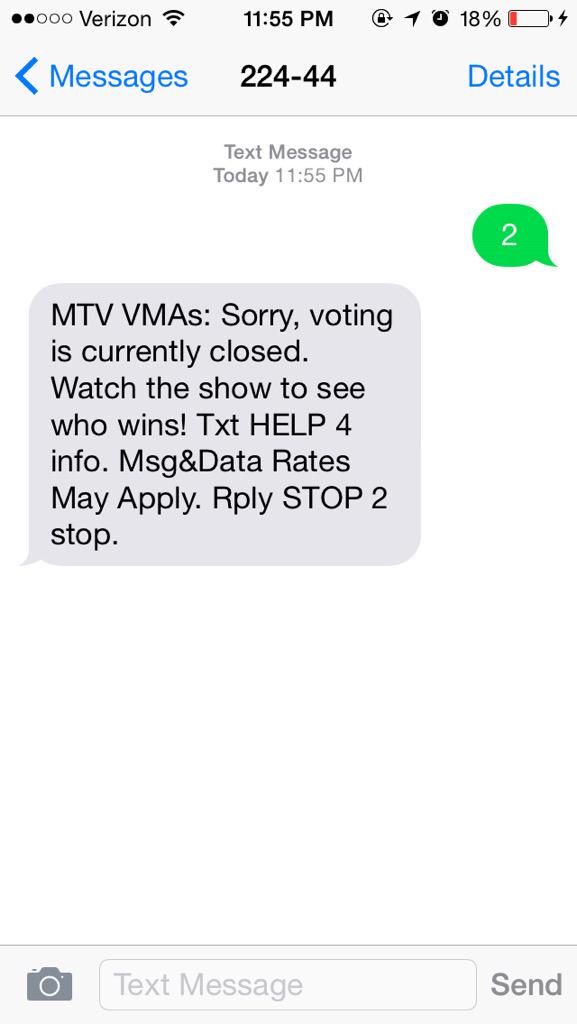 Verizon 11:55 PM 18%
Messages 224-44 Details
Text Message
Today 11:55 PM
2
MTV VMAs: Sorry, voting
is currently closed.
Watch the show to see
who wins! Txt HELP 4
info. Msg&Data Rates
May Apply. Rply STOP 2
stop.
Text Message Send